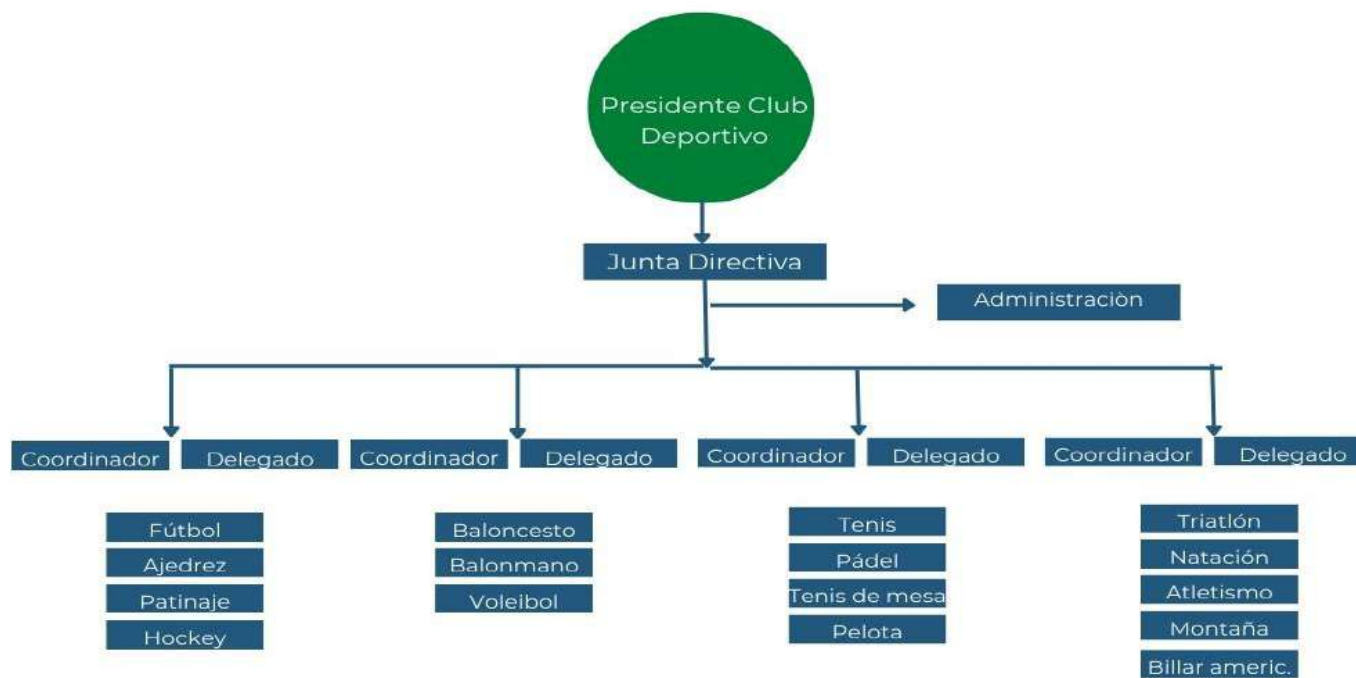 Presidente Club
Deportivo
Junta Directiva
Administraciòn
Coordinador Delegado Coordinador Delegado Coordinador Delegado Coordinador Delegado
Fútbol
Ajedrez
Patinaje
Hockey
Baloncesto
Balonmano
Voleibol
Tenis
Pádel
Tenis de mesa
Pelota
Triatlón
Natación
Atletismo
Montaña
Billar americ.